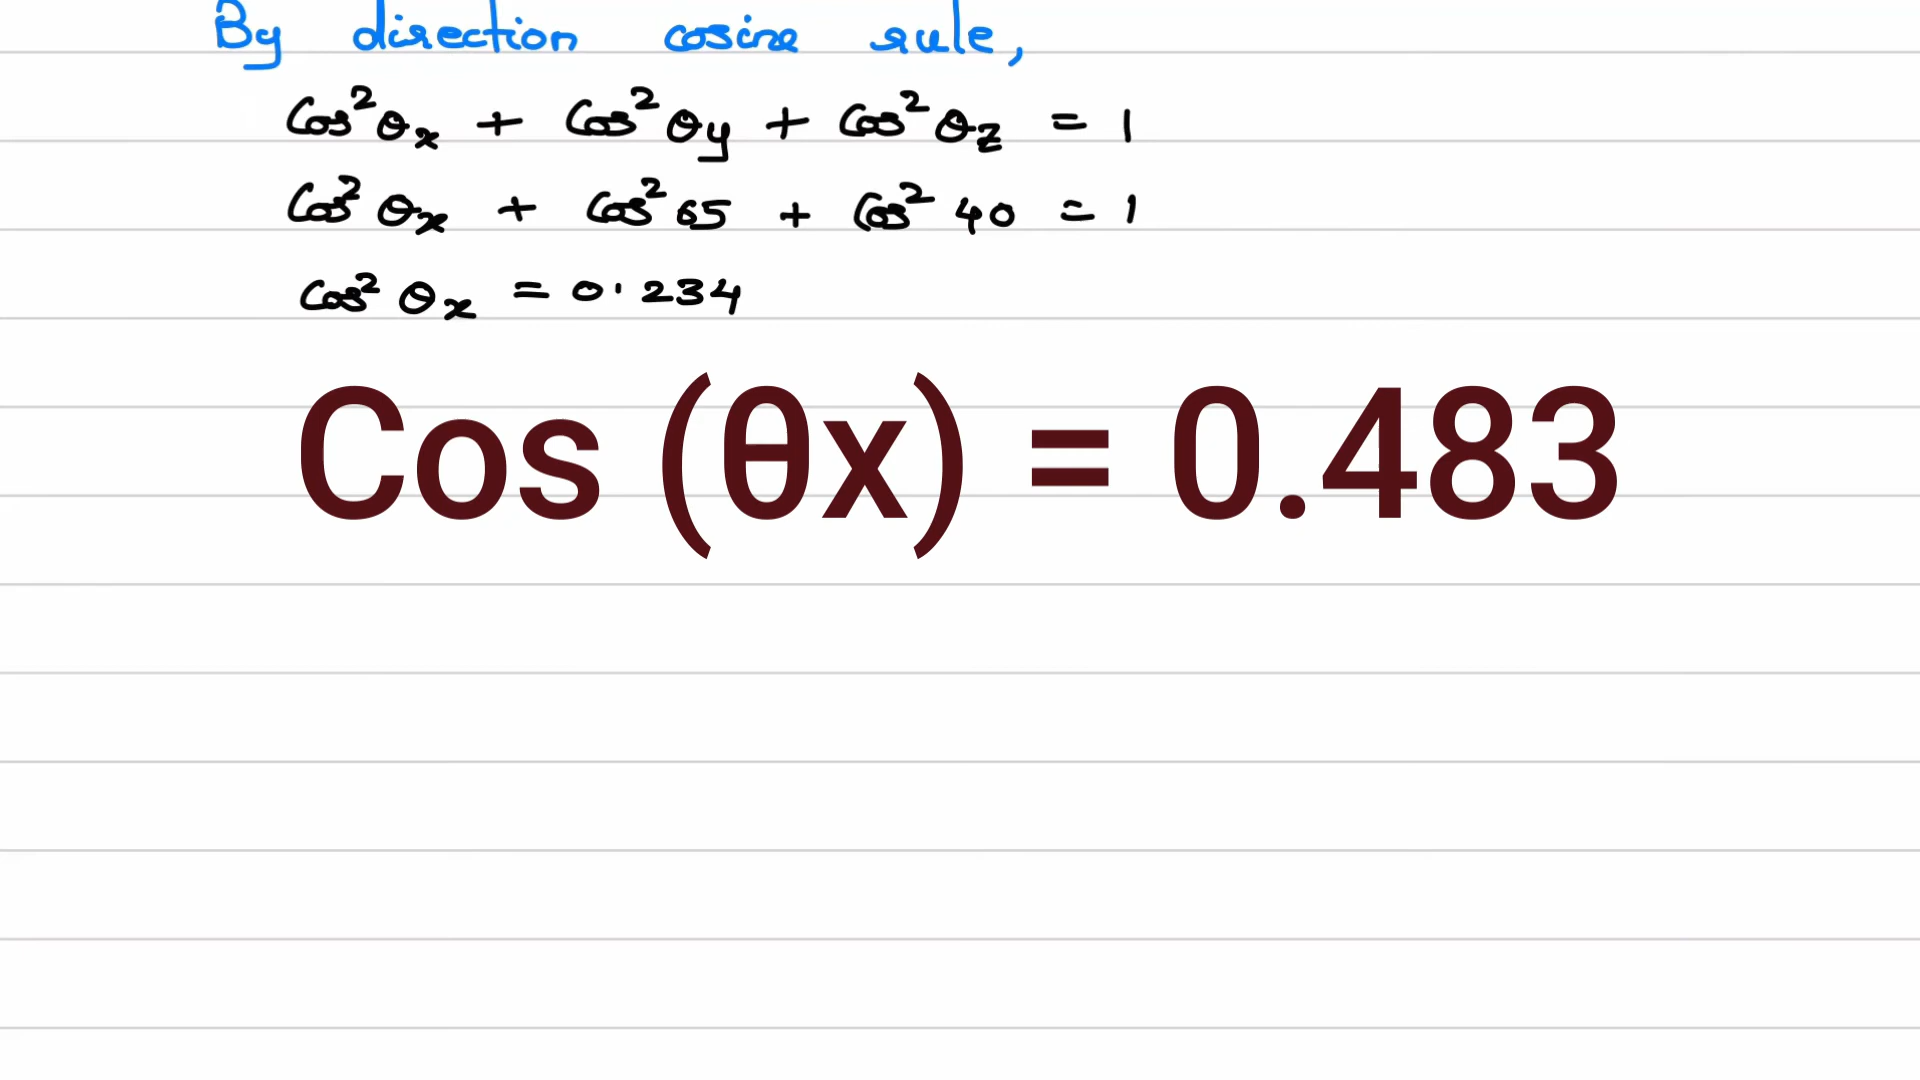 By direction cosine rule,
Cos²θx + Cos²θy + Cos²θz = 1
Cos²θx + Cos²65 + Cos²40 = 1
Cos²θx = 0.234
Cos (θx) = 0.483